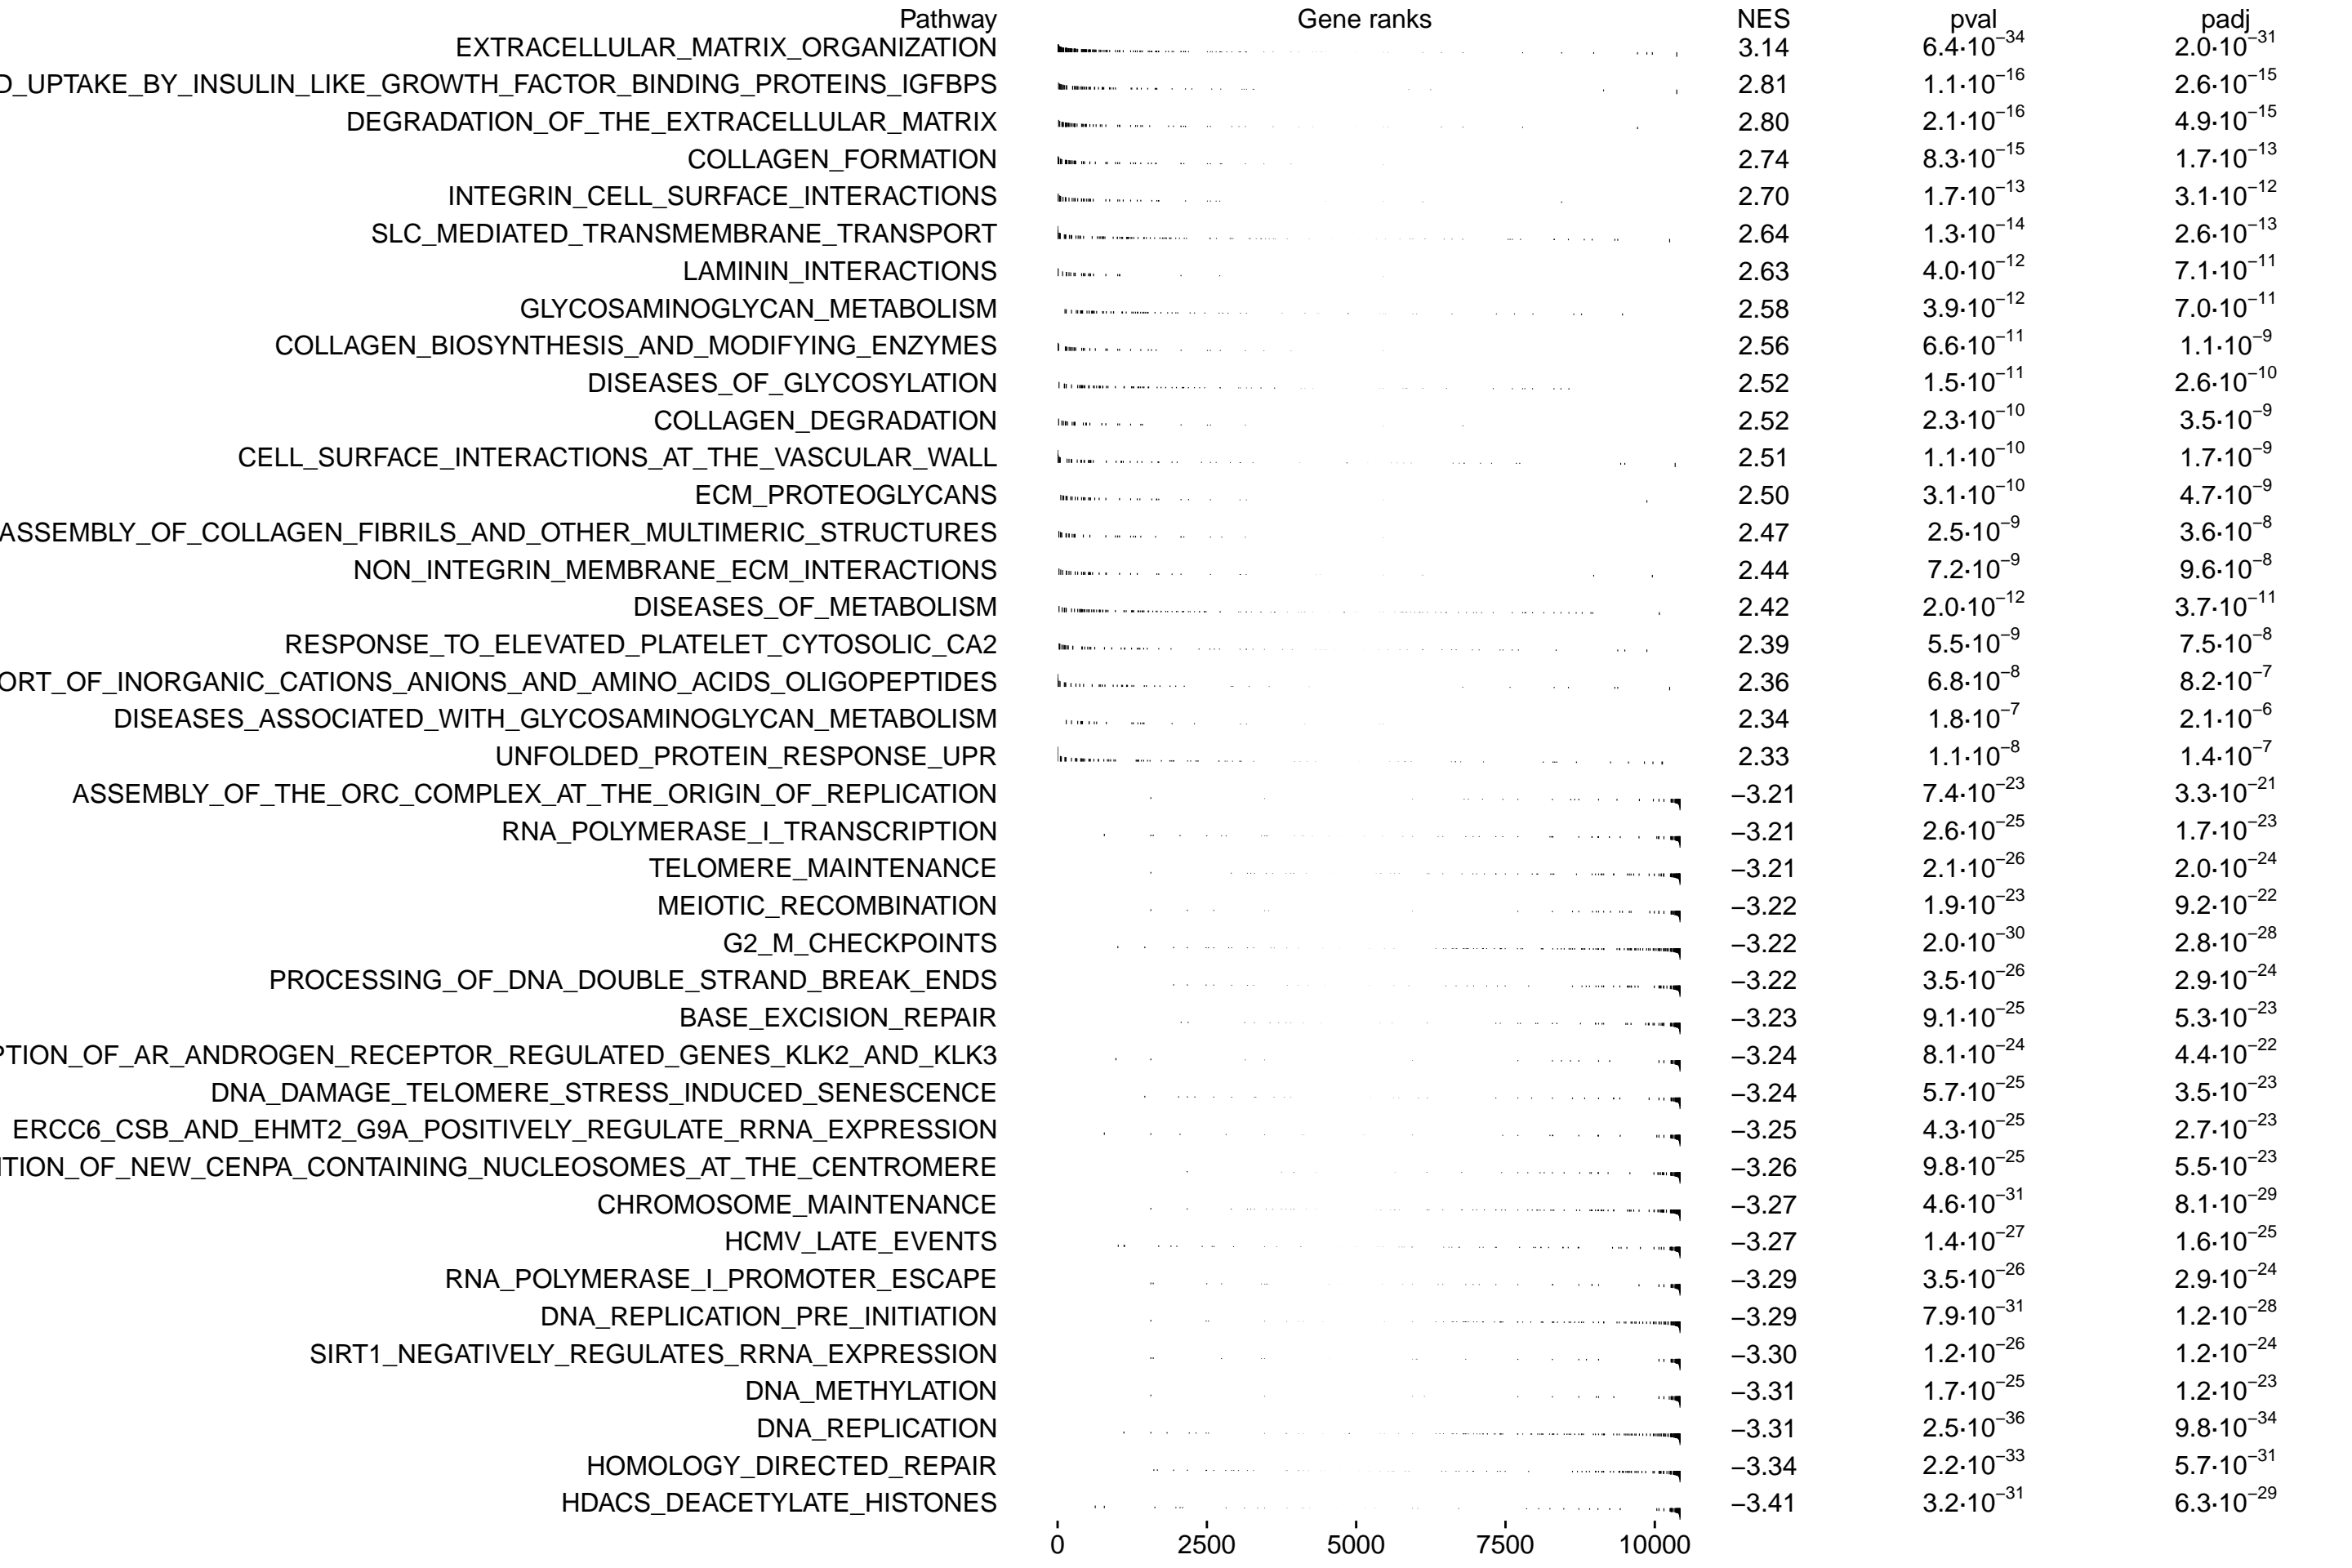 Pathway Gene ranks NES pval padj
EXTRACELLULAR_MATRIX_ORGANIZATION 3.14 6.4·10⁻³⁴ 2.0·10⁻³¹
D_UPTAKE_BY_INSULIN_LIKE_GROWTH_FACTOR_BINDING_PROTEINS_IGFBPS 2.81 1.1·10⁻¹⁶ 2.6·10⁻¹⁵
DEGRADATION_OF_THE_EXTRACELLULAR_MATRIX 2.80 2.1·10⁻¹⁶ 4.9·10⁻¹⁵
COLLAGEN_FORMATION 2.74 8.3·10⁻¹⁵ 1.7·10⁻¹³
INTEGRIN_CELL_SURFACE_INTERACTIONS 2.70 1.7·10⁻¹³ 3.1·10⁻¹²
SLC_MEDIATED_TRANSMEMBRANE_TRANSPORT 2.64 1.3·10⁻¹⁴ 2.6·10⁻¹³
LAMININ_INTERACTIONS 2.63 4.0·10⁻¹² 7.1·10⁻¹¹
GLYCOSAMINOGLYCAN_METABOLISM 2.58 3.9·10⁻¹² 7.0·10⁻¹¹
COLLAGEN_BIOSYNTHESIS_AND_MODIFYING_ENZYMES 2.56 6.6·10⁻¹¹ 1.1·10⁻⁹
DISEASES_OF_GLYCOSYLATION 2.52 1.5·10⁻¹¹ 2.6·10⁻¹⁰
COLLAGEN_DEGRADATION 2.52 2.3·10⁻¹⁰ 3.5·10⁻⁹
CELL_SURFACE_INTERACTIONS_AT_THE_VASCULAR_WALL 2.51 1.1·10⁻¹⁰ 1.7·10⁻⁹
ECM_PROTEOGLYCANS 2.50 3.1·10⁻¹⁰ 4.7·10⁻⁹
ASSEMBLY_OF_COLLAGEN_FIBRILS_AND_OTHER_MULTIMERIC_STRUCTURES 2.47 2.5·10⁻⁹ 3.6·10⁻⁸
NON_INTEGRIN_MEMBRANE_ECM_INTERACTIONS 2.44 7.2·10⁻⁹ 9.6·10⁻⁸
DISEASES_OF_METABOLISM 2.42 2.0·10⁻¹² 3.7·10⁻¹¹
RESPONSE_TO_ELEVATED_PLATELET_CYTOSOLIC_CA2 2.39 5.5·10⁻⁹ 7.5·10⁻⁸
ORT_OF_INORGANIC_CATIONS_ANIONS_AND_AMINO_ACIDS_OLIGOPEPTIDES 2.36 6.8·10⁻⁸ 8.2·10⁻⁷
DISEASES_ASSOCIATED_WITH_GLYCOSAMINOGLYCAN_METABOLISM 2.34 1.8·10⁻⁷ 2.1·10⁻⁶
UNFOLDED_PROTEIN_RESPONSE_UPR 2.33 1.1·10⁻⁸ 1.4·10⁻⁷
ASSEMBLY_OF_THE_ORC_COMPLEX_AT_THE_ORIGIN_OF_REPLICATION −3.21 7.4·10⁻²³ 3.3·10⁻²¹
RNA_POLYMERASE_I_TRANSCRIPTION −3.21 2.6·10⁻²⁵ 1.7·10⁻²³
TELOMERE_MAINTENANCE −3.21 2.1·10⁻²⁶ 2.0·10⁻²⁴
MEIOTIC_RECOMBINATION −3.22 1.9·10⁻²³ 9.2·10⁻²²
G2_M_CHECKPOINTS −3.22 2.0·10⁻³⁰ 2.8·10⁻²⁸
PROCESSING_OF_DNA_DOUBLE_STRAND_BREAK_ENDS −3.22 3.5·10⁻²⁶ 2.9·10⁻²⁴
BASE_EXCISION_REPAIR −3.23 9.1·10⁻²⁵ 5.3·10⁻²³
PTION_OF_AR_ANDROGEN_RECEPTOR_REGULATED_GENES_KLK2_AND_KLK3 −3.24 8.1·10⁻²⁴ 4.4·10⁻²²
DNA_DAMAGE_TELOMERE_STRESS_INDUCED_SENESCENCE −3.24 5.7·10⁻²⁵ 3.5·10⁻²³
ERCC6_CSB_AND_EHMT2_G9A_POSITIVELY_REGULATE_RRNA_EXPRESSION −3.25 4.3·10⁻²⁵ 2.7·10⁻²³
ITION_OF_NEW_CENPA_CONTAINING_NUCLEOSOMES_AT_THE_CENTROMERE −3.26 9.8·10⁻²⁵ 5.5·10⁻²³
CHROMOSOME_MAINTENANCE −3.27 4.6·10⁻³¹ 8.1·10⁻²⁹
HCMV_LATE_EVENTS −3.27 1.4·10⁻²⁷ 1.6·10⁻²⁵
RNA_POLYMERASE_I_PROMOTER_ESCAPE −3.29 3.5·10⁻²⁶ 2.9·10⁻²⁴
DNA_REPLICATION_PRE_INITIATION −3.29 7.9·10⁻³¹ 1.2·10⁻²⁸
SIRT1_NEGATIVELY_REGULATES_RRNA_EXPRESSION −3.30 1.2·10⁻²⁶ 1.2·10⁻²⁴
DNA_METHYLATION −3.31 1.7·10⁻²⁵ 1.2·10⁻²³
DNA_REPLICATION −3.31 2.5·10⁻³⁶ 9.8·10⁻³⁴
HOMOLOGY_DIRECTED_REPAIR −3.34 2.2·10⁻³³ 5.7·10⁻³¹
HDACS_DEACETYLATE_HISTONES −3.41 3.2·10⁻³¹ 6.3·10⁻²⁹
0 2500 5000 7500 10000